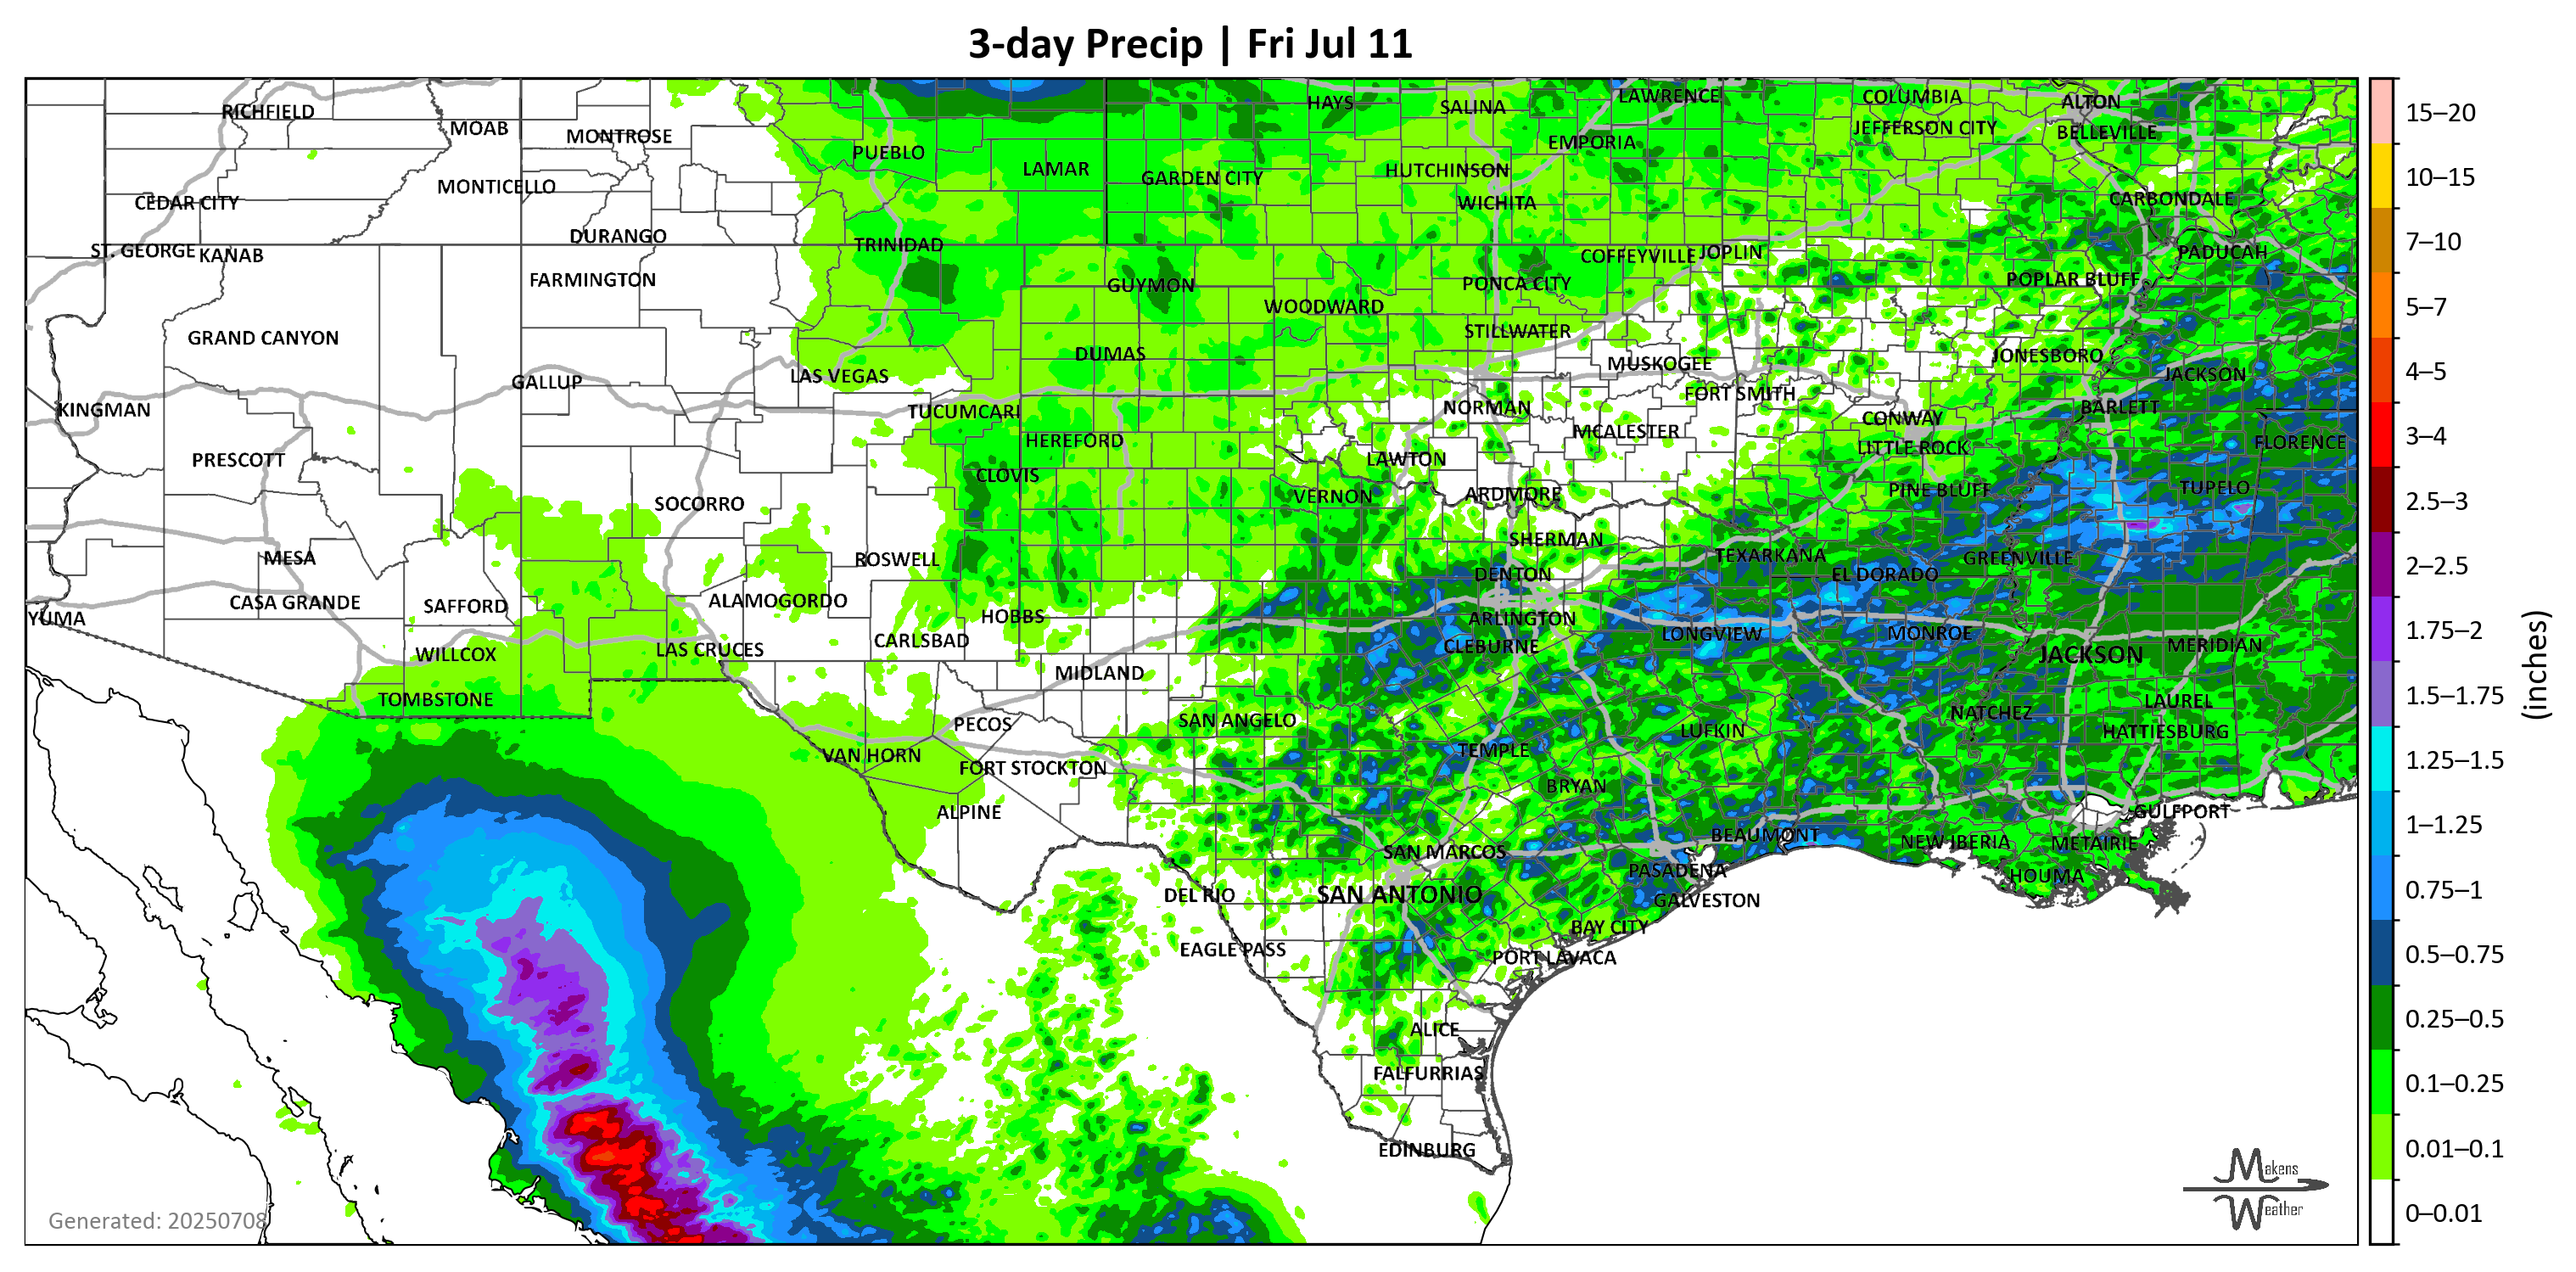 3-day Precip | Fri Jul 11
RICHFIELD
MOAB
MONTROSE
PUEBLO
LAMAR
GARDEN CITY
HAYS
SALINA
LAWRENCE
EMPORIA
HUTCHINSON
WICHITA
COLUMBIA
JEFFERSON CITY
ALTON
BELLEVILLE
CARBONDALE
CEDAR CITY
MONTICELLO
ST. GEORGE
KANAB
DURANGO
TRINIDAD
FARMINGTON
GUYMON
WOODWARD
PONCA CITY
COFFEYVILLE
JOPLIN
POPLAR BLUFF
PADUCAH
GRAND CANYON
STILLWATER
DUMAS
MUSKOGEE
JONESBORO
JACKSON
GALLUP
LAS VEGAS
FORT SMITH
KINGMAN
TUCUMCARI
NORMAN
CONWAY
BARLETT
HEREFORD
MCALESTER
LITTLE ROCK
FLORENCE
PRESCOTT
CLOVIS
LAWTON
SOCORRO
VERNON
ARDMORE
PINE BLUFF
TUPELO
MESA
ROSWELL
SHERMAN
TEXARKANA
GREENVILLE
DENTON
EL DORADO
YUMA
CASA GRANDE
SAFFORD
ALAMOGORDO
HOBBS
ARLINGTON
CARLSBAD
CLEBURNE
LONGVIEW
MONROE
WILLCOX
LAS CRUCES
MIDLAND
JACKSON
MERIDIAN
TOMBSTONE
PECOS
SAN ANGELO
NATCHEZ
LAUREL
HATTIESBURG
VAN HORN
FORT STOCKTON
TEMPLE
LUFKIN
BRYAN
ALPINE
GULFPORT
SAN MARCOS
BEAUMONT
NEW IBERIA
METAIRIE
PASADENA
HOUMA
DEL RIO
SAN ANTONIO
GALVESTON
BAY CITY
EAGLE PASS
PORT LAVACA
ALICE
FALFURRIAS
EDINBURG
Generated: 20250708
Makens
Weather
15–20
10–15
7–10
5–7
4–5
3–4
2.5–3
2–2.5
1.75–2
1.5–1.75
1.25–1.5
1–1.25
0.75–1
0.5–0.75
0.25–0.5
0.1–0.25
0.01–0.1
0–0.01
(inches)